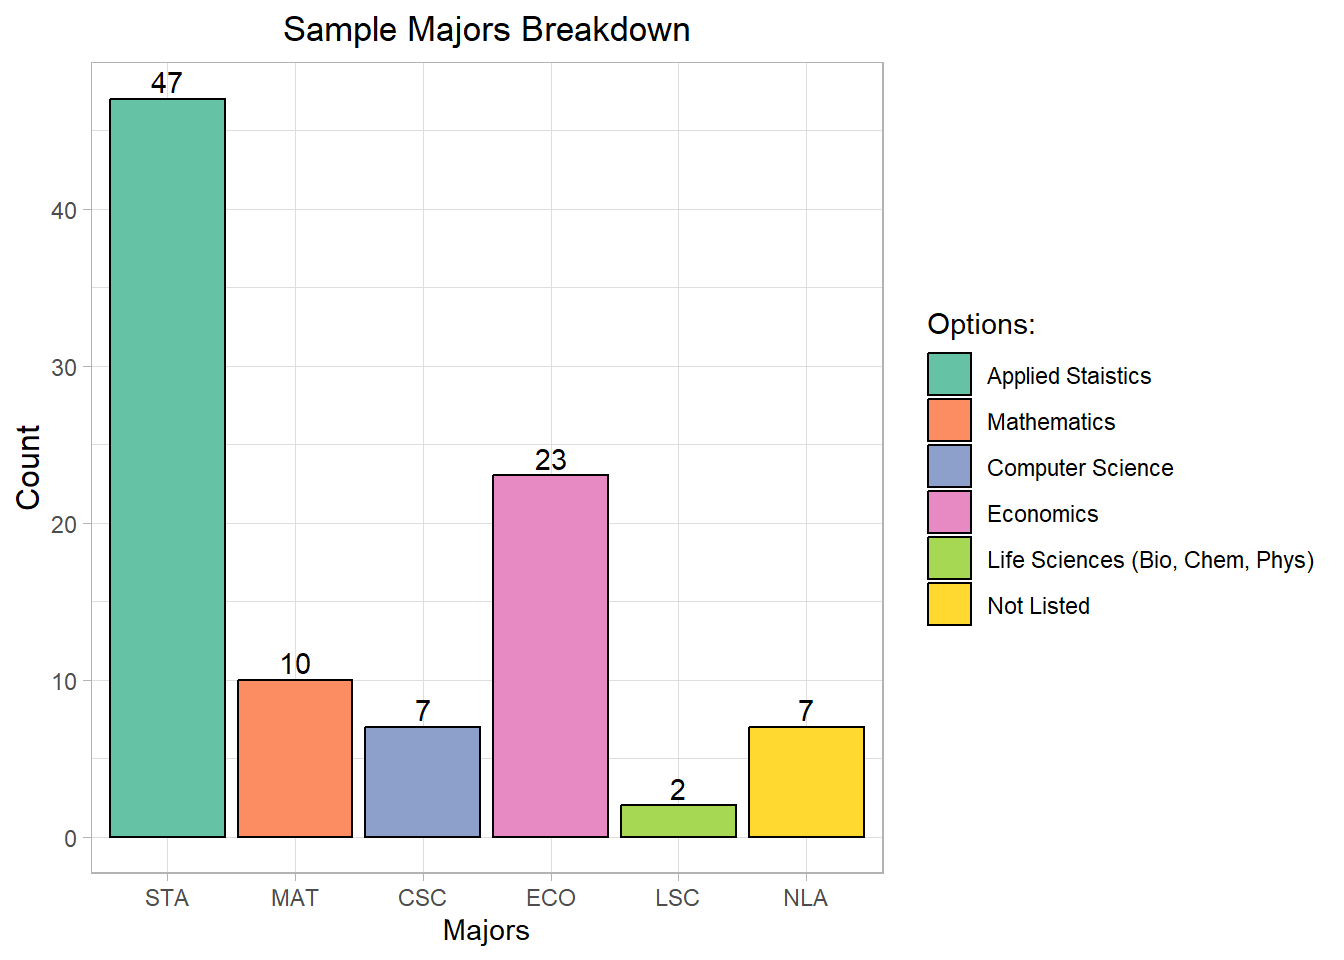 Sample Majors Breakdown
47
40
30
23
20
10
10
7
7
2
0
STA MAT CSC ECO LSC NLA
Majors
Count
Options:
Applied Staistics
Mathematics
Computer Science
Economics
Life Sciences (Bio, Chem, Phys)
Not Listed